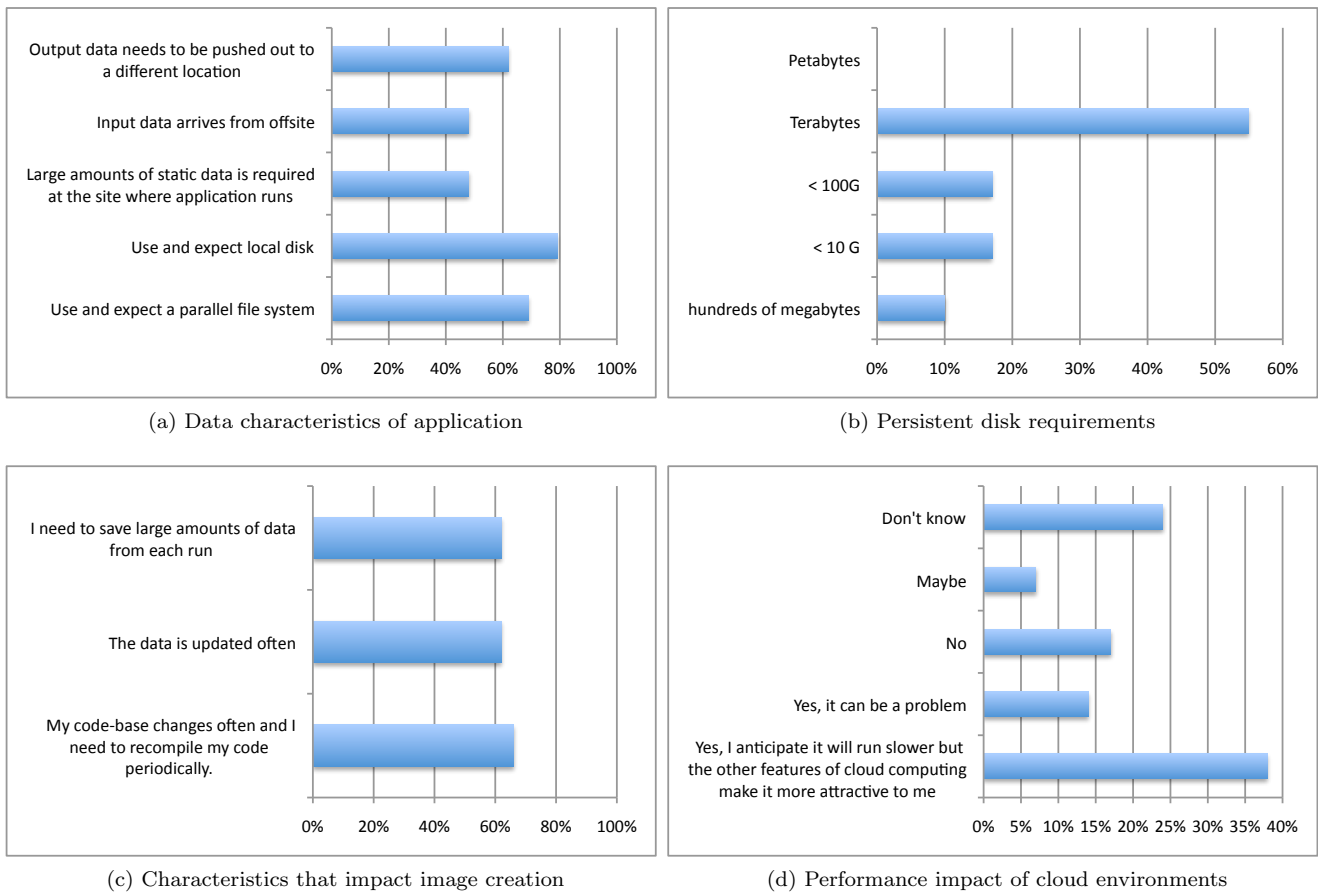 Output data needs to be pushed out to
a different location
Input data arrives from offsite
Large amounts of static data is required
at the site where application runs
Use and expect local disk
Use and expect a parallel file system
0% 20% 40% 60% 80% 100%
(a) Data characteristics of application
Petabytes
Terabytes
< 100G
< 10 G
hundreds of megabytes
0% 10% 20% 30% 40% 50% 60%
(b) Persistent disk requirements
I need to save large amounts of data
from each run
The data is updated often
My code-base changes often and I
need to recompile my code
periodically.
0% 20% 40% 60% 80% 100%
(c) Characteristics that impact image creation
Don't know
Maybe
No
Yes, it can be a problem
Yes, I anticipate it will run slower but
the other features of cloud computing
make it more attractive to me
0% 5% 10% 15% 20% 25% 30% 35% 40%
(d) Performance impact of cloud environments